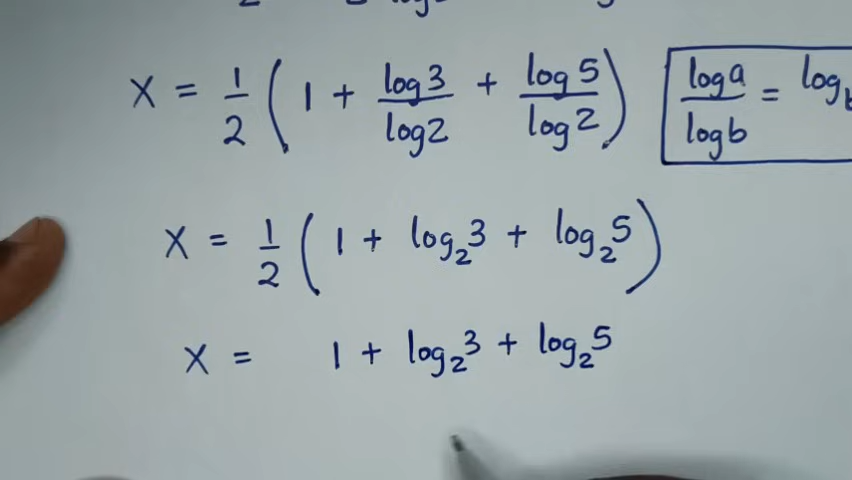 X = 1/2 ( 1 + log3/log2 + log5/log2 ) loga/logb = log
X = 1/2 ( 1 + log₂3 + log₂5 )
X = 1 + log₂3 + log₂5